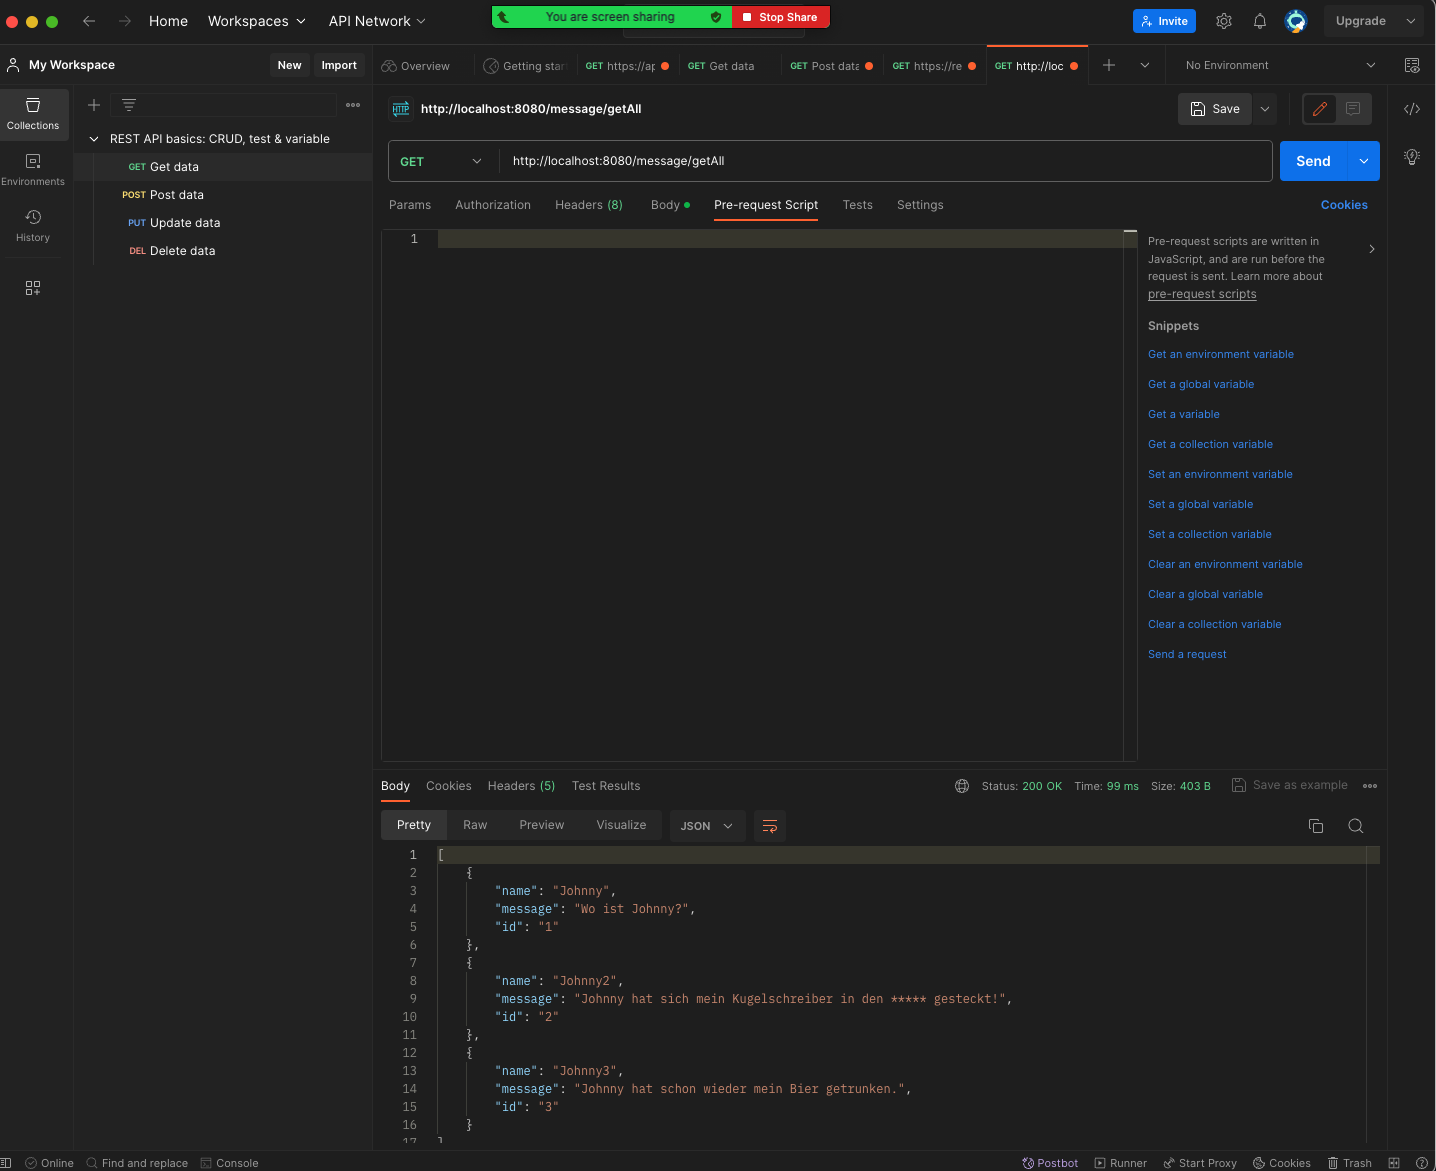 Home
Workspaces
API Network
You are screen sharing
Stop Share
Invite
Upgrade
My Workspace
New
Import
Overview
Getting star
GET https://ap
GET Get data
POST Post data
GET https://re
GET http://loc
No Environment
Collections
Environments
History
REST API basics: CRUD, test & variable
GET Get data
POST Post data
PUT Update data
DEL Delete data
HTTP http://localhost:8080/message/getAll
Save
GET
http://localhost:8080/message/getAll
Send
Params
Authorization
Headers (8)
Body
Pre-request Script
Tests
Settings
Cookies
1
Pre-request scripts are written in
JavaScript, and are run before the
request is sent. Learn more about
pre-request scripts
Snippets
Get an environment variable
Get a global variable
Get a variable
Get a collection variable
Set an environment variable
Set a global variable
Set a collection variable
Clear an environment variable
Clear a global variable
Clear a collection variable
Send a request
Body
Cookies
Headers (5)
Test Results
Status: 200 OK
Time: 99 ms
Size: 403 B
Save as example
Pretty
Raw
Preview
Visualize
JSON
1 [
2 {
3 "name": "Johnny",
4 "message": "Wo ist Johnny?",
5 "id": "1"
6 },
7 {
8 "name": "Johnny2",
9 "message": "Johnny hat sich mein Kugelschreiber in den ***** gesteckt!",
10 "id": "2"
11 },
12 {
13 "name": "Johnny3",
14 "message": "Johnny hat schon wieder mein Bier getrunken.",
15 "id": "3"
16 }
17 ]
Online
Find and replace
Console
Postbot
Runner
Start Proxy
Cookies
Trash